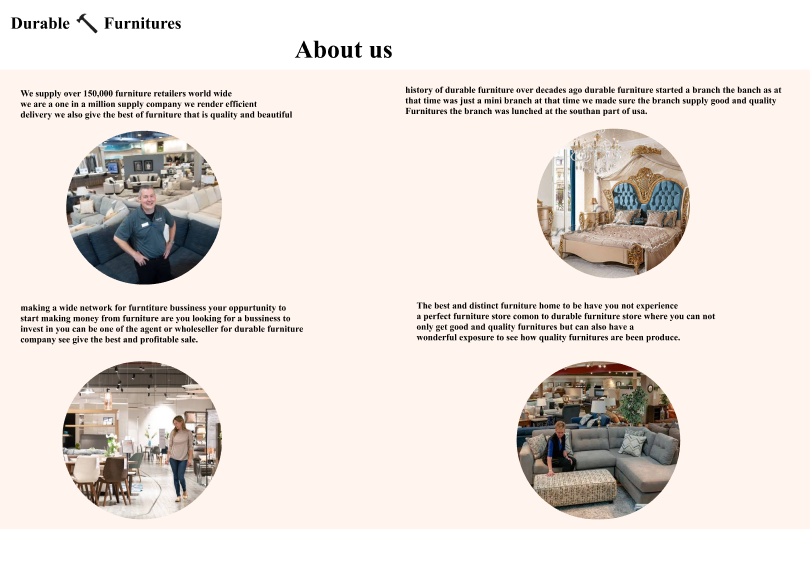 Durable Furnitures
About us
We supply over 150,000 furniture retailers world wide
we are a one in a million supply company we render efficient
delivery we also give the best of furniture that is quality and beautiful
history of durable furniture over decades ago durable furniture started a branch the banch as at
that time was just a mini branch at that time we made sure the branch supply good and quality
Furnitures the branch was lunched at the southan part of usa.
making a wide network for furntiture bussiness your oppurtunity to
start making money from furniture are you looking for a bussiness to
invest in you can be one of the agent or wholeseller for durable furniture
company see give the best and profitable sale.
The best and distinct furniture home to be have you not experience
a perfect furniture store comon to durable furniture store where you can not
only get good and quality furnitures but can also have a
wonderful exposure to see how quality furnitures are been produce.